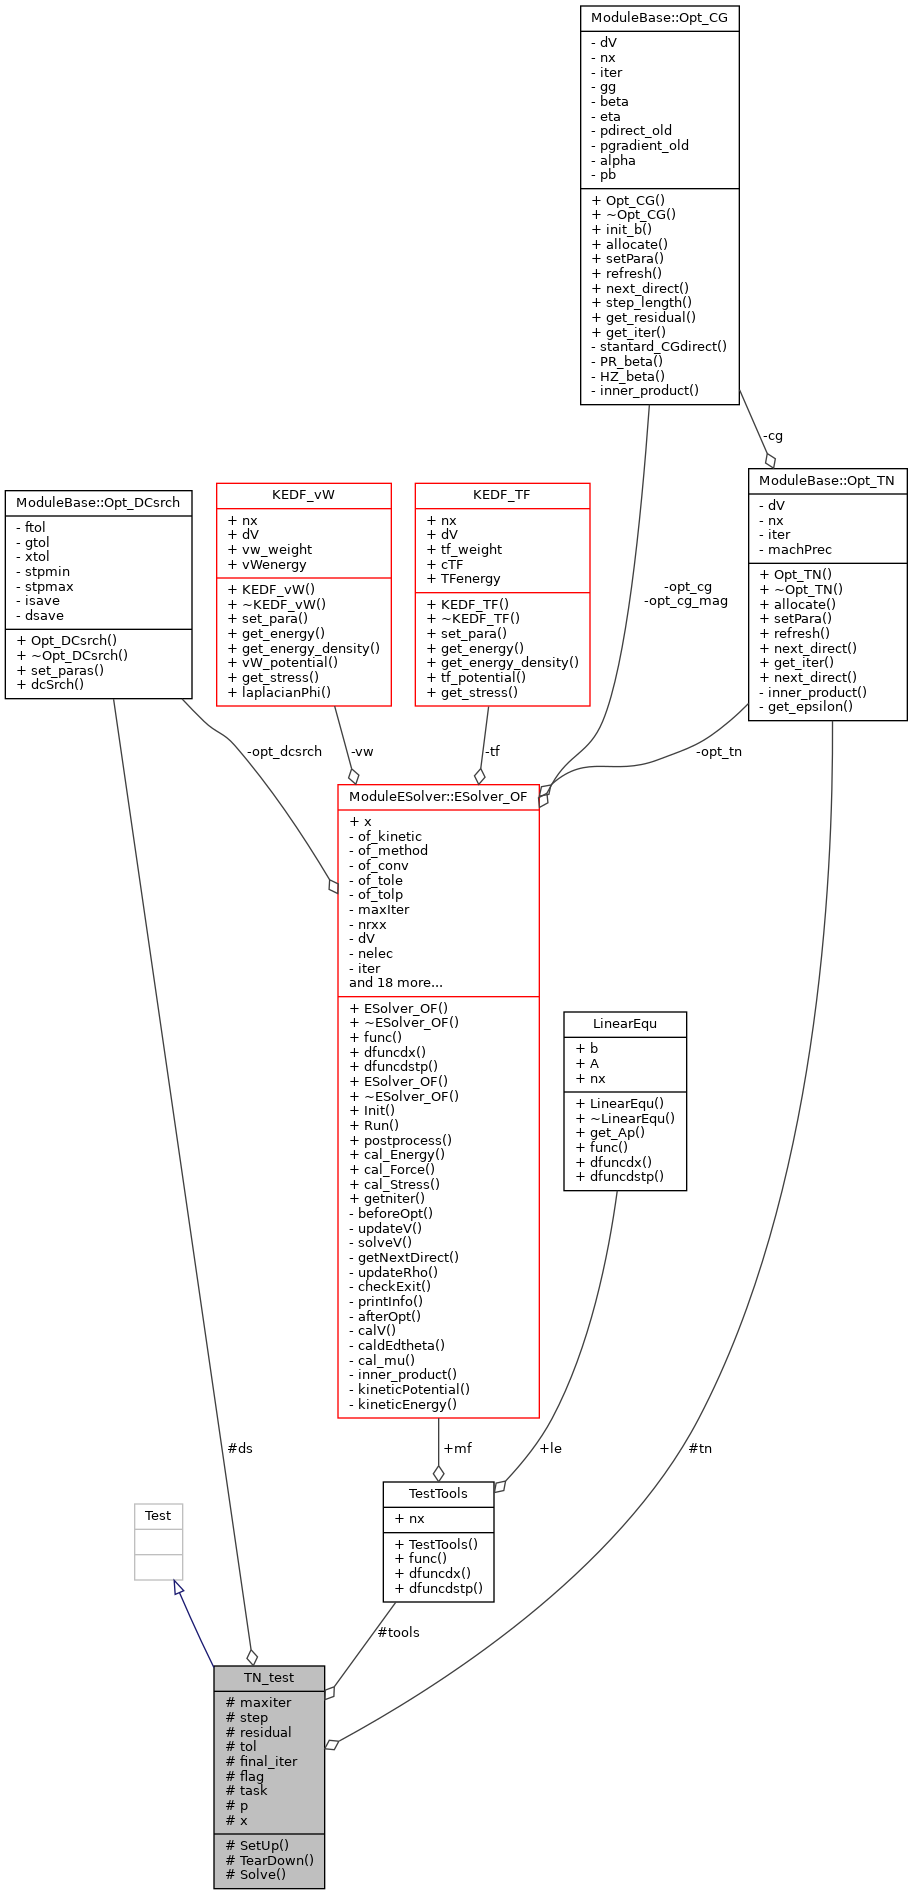 ModuleBase::Opt_CG
- dV
- nx
- iter
- gg
- beta
- eta
- pdirect_old
- pgradient_old
- alpha
- pb
+ Opt_CG()
+ ~Opt_CG()
+ init_b()
+ allocate()
+ setPara()
+ refresh()
+ next_direct()
+ step_length()
+ get_residual()
+ get_iter()
- stantard_CGdirect()
- PR_beta()
- HZ_beta()
- inner_product()
-cg
ModuleBase::Opt_TN
- dV
- nx
- iter
- machPrec
+ Opt_TN()
+ ~Opt_TN()
+ allocate()
+ setPara()
+ refresh()
+ next_direct()
+ get_iter()
+ next_direct()
- inner_product()
- get_epsilon()
ModuleBase::Opt_DCsrch
- ftol
- gtol
- xtol
- stpmin
- stpmax
- isave
- dsave
+ Opt_DCsrch()
+ ~Opt_DCsrch()
+ set_paras()
+ dcSrch()
KEDF_vW
+ nx
+ dV
+ vw_weight
+ vWenergy
+ KEDF_vW()
+ ~KEDF_vW()
+ set_para()
+ get_energy()
+ get_energy_density()
+ vW_potential()
+ get_stress()
+ laplacianPhi()
KEDF_TF
+ nx
+ dV
+ tf_weight
+ cTF
+ TFenergy
+ KEDF_TF()
+ ~KEDF_TF()
+ set_para()
+ get_energy()
+ get_energy_density()
+ tf_potential()
+ get_stress()
-opt_cg
-opt_cg_mag
-opt_dcsrch
-vw
-tf
-opt_tn
ModuleESolver::ESolver_OF
+ x
- of_kinetic
- of_method
- of_conv
- of_tole
- of_tolp
- maxIter
- nrxx
- dV
- nelec
- iter
and 18 more...
+ ESolver_OF()
+ ~ESolver_OF()
+ func()
+ dfuncdx()
+ dfuncdstp()
+ ESolver_OF()
+ ~ESolver_OF()
+ Init()
+ Run()
+ postprocess()
+ cal_Energy()
+ cal_Force()
+ cal_Stress()
+ getniter()
- beforeOpt()
- updateV()
- solveV()
- getNextDirect()
- updateRho()
- checkExit()
- printInfo()
- afterOpt()
- calV()
- caldEdtheta()
- cal_mu()
- inner_product()
- kineticPotential()
- kineticEnergy()
LinearEqu
+ b
+ A
+ nx
+ LinearEqu()
+ ~LinearEqu()
+ get_Ap()
+ func()
+ dfuncdx()
+ dfuncdstp()
#ds
+mf
+le
#tn
TestTools
+ nx
+ TestTools()
+ func()
+ dfuncdx()
+ dfuncdstp()
Test
#tools
TN_test
# maxiter
# step
# residual
# tol
# final_iter
# flag
# task
# p
# x
# SetUp()
# TearDown()
# Solve()